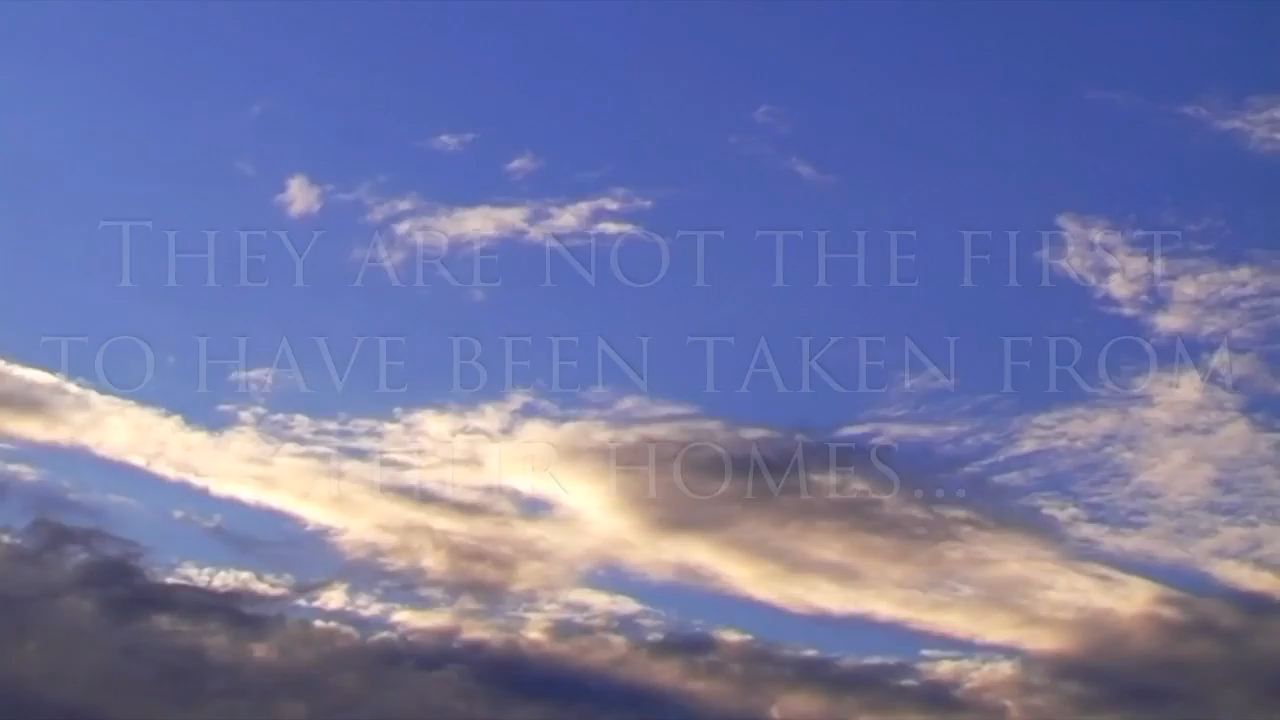 They are not the first
to have been taken from
their homes...